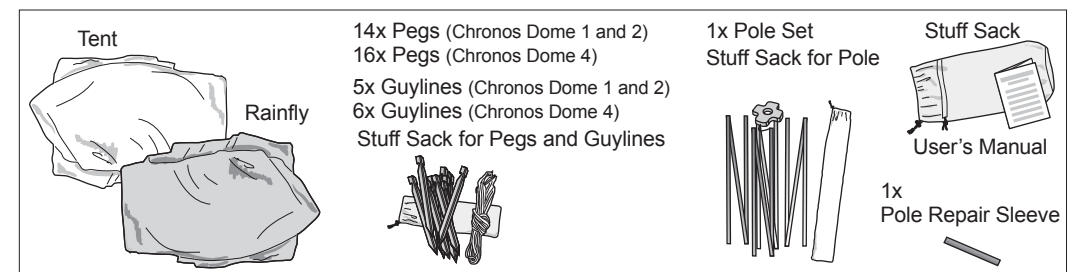 Tent
Rainfly
14x Pegs (Chronos Dome 1 and 2)
16x Pegs (Chronos Dome 4)
5x Guylines (Chronos Dome 1 and 2)
6x Guylines (Chronos Dome 4)
Stuff Sack for Pegs and Guylines
1x Pole Set
Stuff Sack for Pole
Stuff Sack
User's Manual
1x
Pole Repair Sleeve